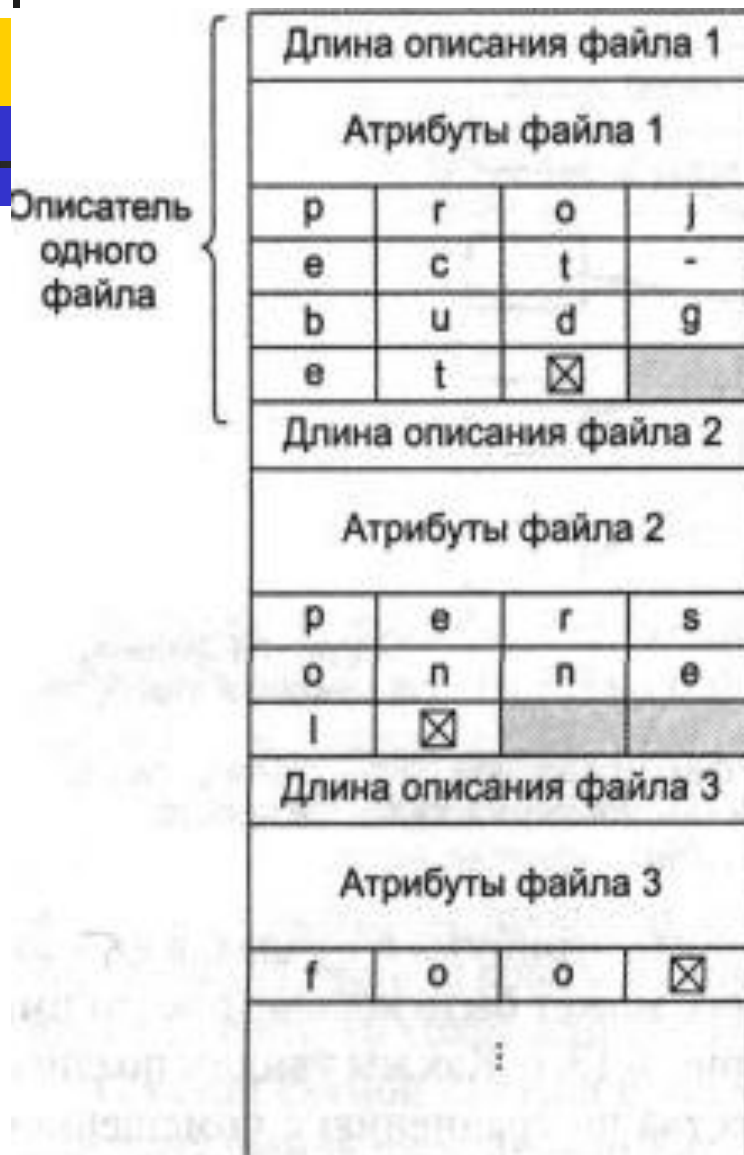 Длина описания файла 1
Атрибуты файла 1
Описатель
одного
файла
p r o j
e c t -
b u d g
e t ☒
Длина описания файла 2
Атрибуты файла 2
p e r s
o n n e
l ☒
Длина описания файла 3
Атрибуты файла 3
f o o ☒
⋮